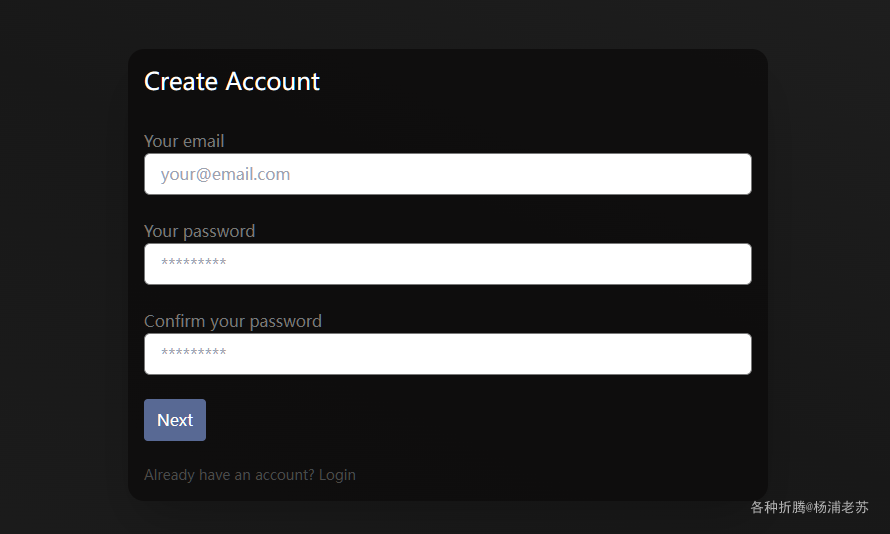 Create Account
Your email
your@email.com
Your password
*********
Confirm your password
*********
Next
Already have an account? Login
各种折腾@杨浦老苏